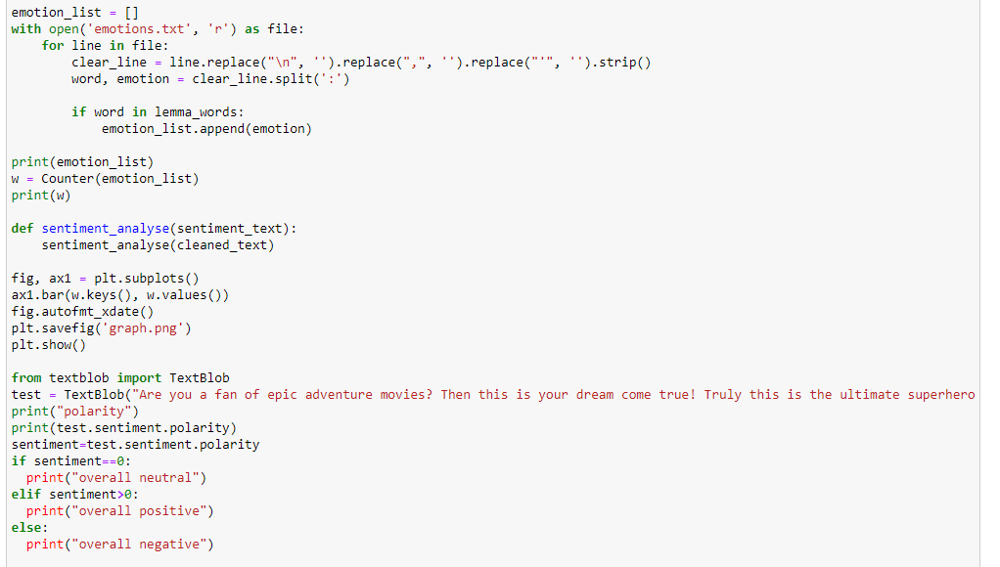 emotion_list = []
with open('emotions.txt', 'r') as file:
    for line in file:
        clear_line = line.replace("\n", '').replace(",", '').replace("'", '').strip()
        word, emotion = clear_line.split(':')

        if word in lemma_words:
            emotion_list.append(emotion)

print(emotion_list)
w = Counter(emotion_list)
print(w)

def sentiment_analyse(sentiment_text):
    sentiment_analyse(cleaned_text)

fig, ax1 = plt.subplots()
ax1.bar(w.keys(), w.values())
fig.autofmt_xdate()
plt.savefig('graph.png')
plt.show()

from textblob import TextBlob
test = TextBlob("Are you a fan of epic adventure movies? Then this is your dream come true! Truly this is the ultimate superhero
print("polarity")
print(test.sentiment.polarity)
sentiment=test.sentiment.polarity
if sentiment==0:
  print("overall neutral")
elif sentiment>0:
  print("overall positive")
else:
  print("overall negative")